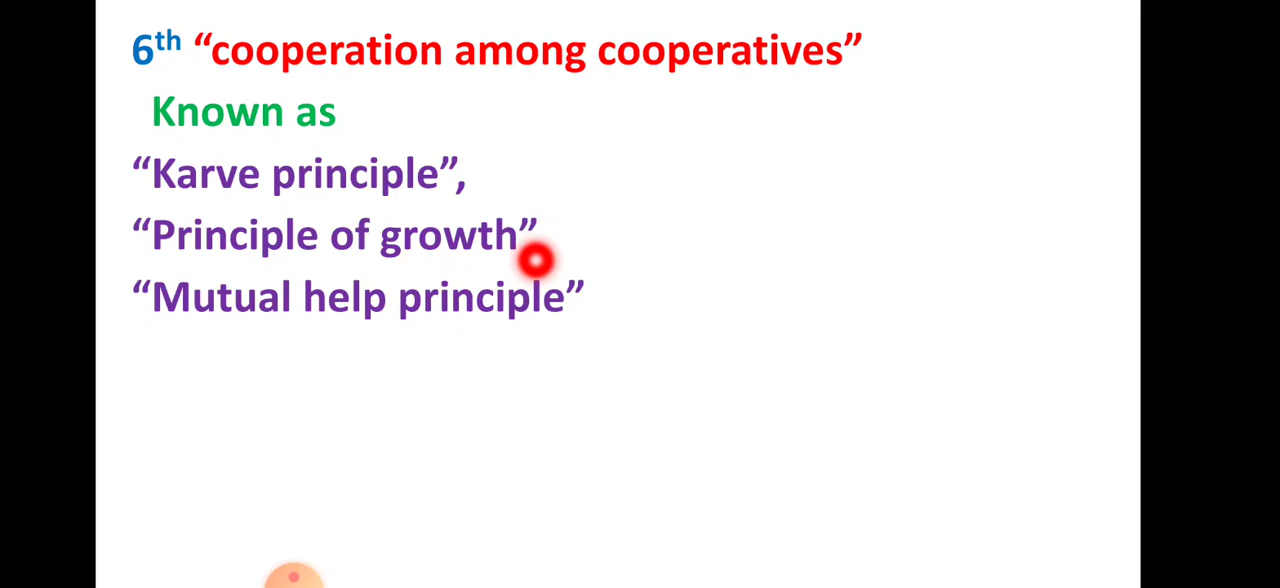 6th “cooperation among cooperatives”
Known as
“Karve principle”,
“Principle of growth”
“Mutual help principle”